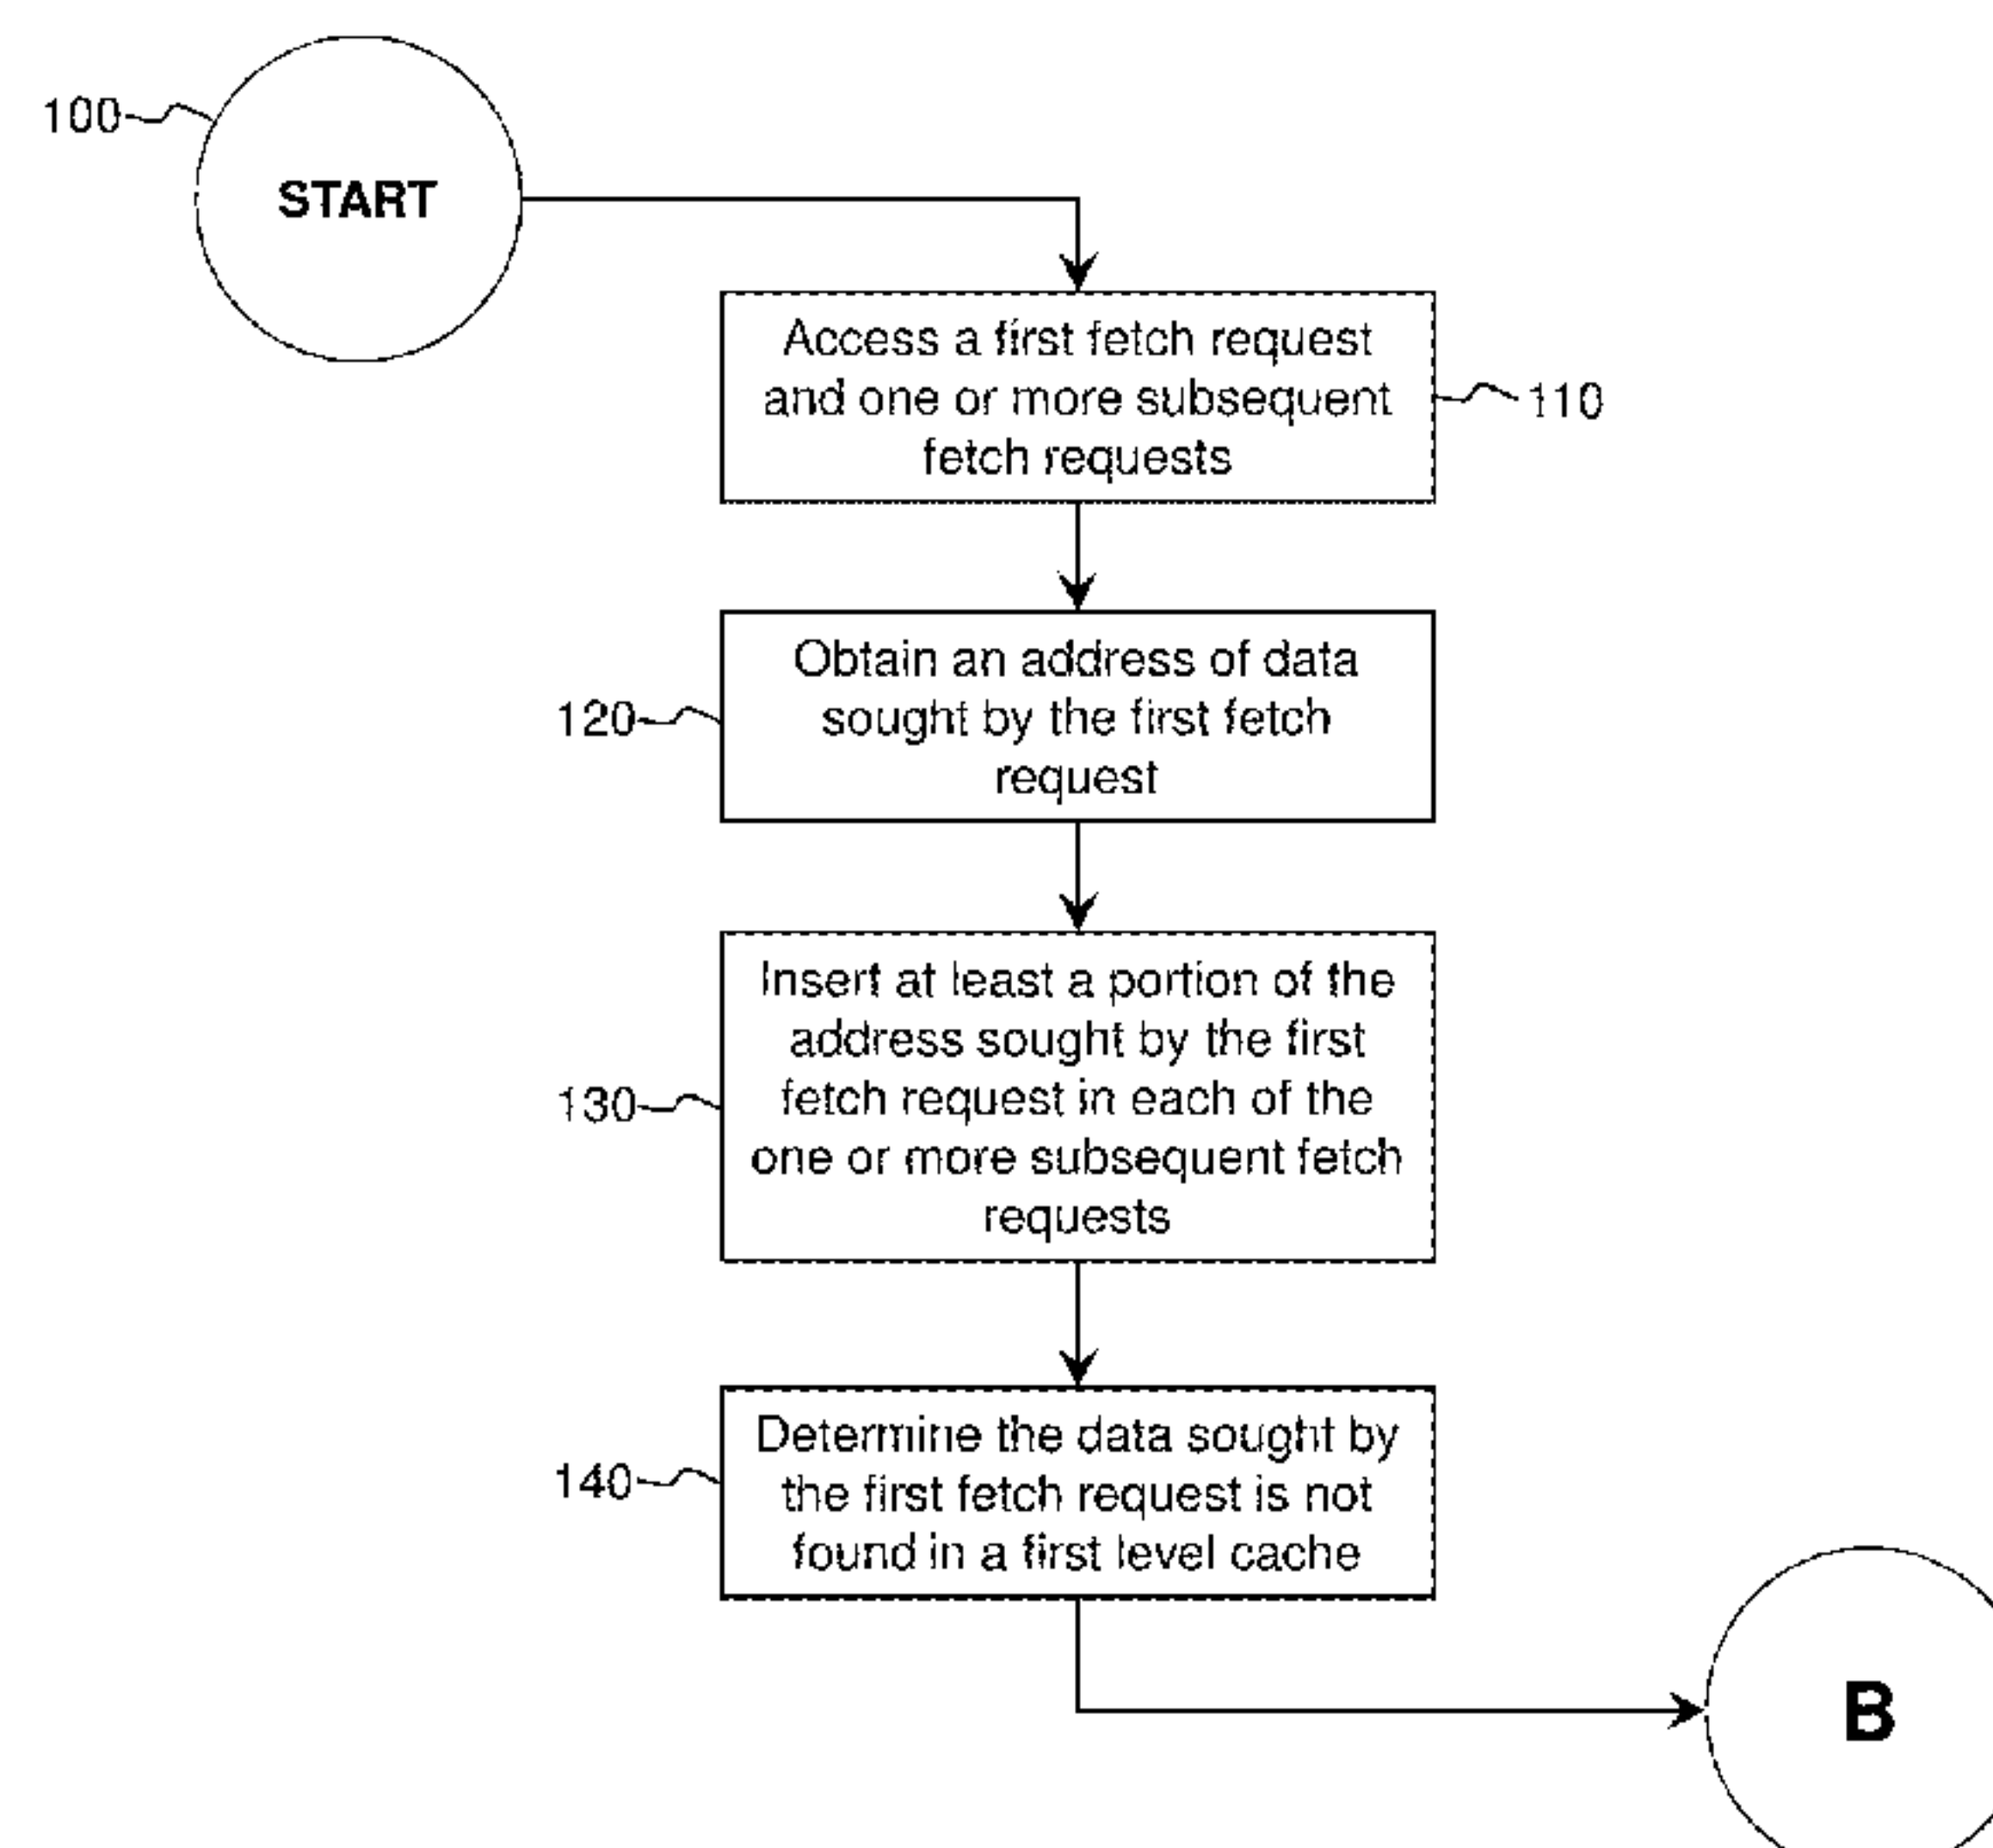 100
START
Access a first fetch request
and one or more subsequent
fetch requests
110
Obtain an address of data
sought by the first fetch
request
120
Insert at least a portion of the
address sought by the first
fetch request in each of the
one or more subsequent fetch
requests
130
Determine the data sought by
the first fetch request is not
found in a first level cache
140
B